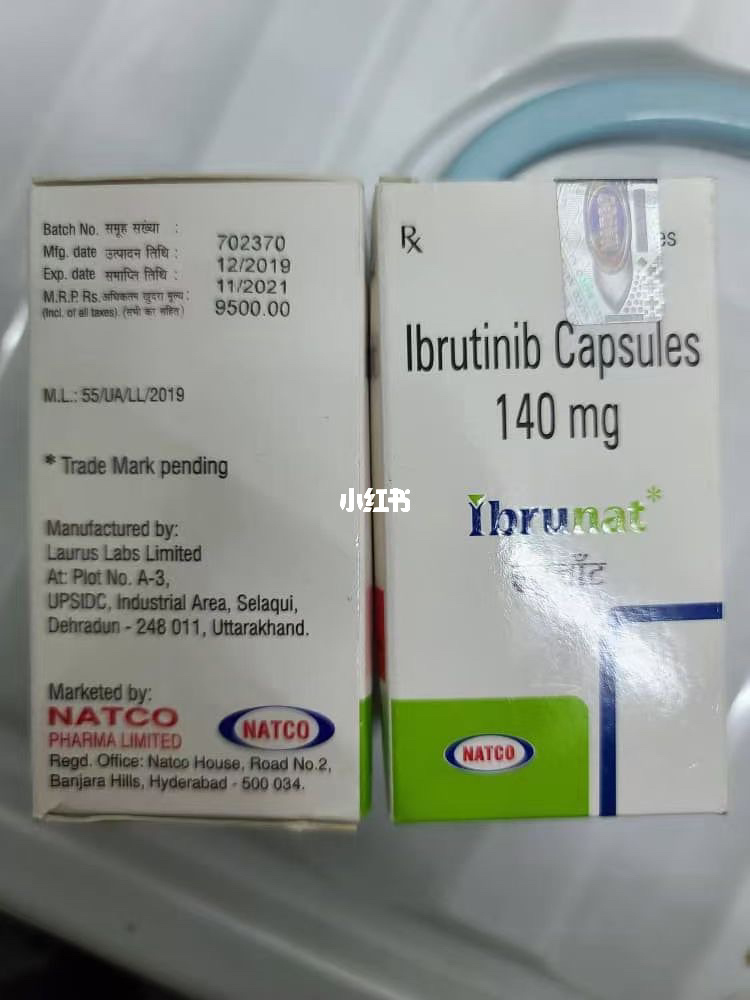 Batch No. समूह संख्या :
702370
Mfg. date उत्पादन तिथि :
12/2019
Exp. date समाप्ति तिथि :
11/2021
M.R.P. Rs. अधिकतम खुदरा मूल्य :
9500.00
(Incl. of all taxes). (सभी कर सहित)
M.L.: 55/UA/LL/2019
* Trade Mark pending
Manufactured by:
Laurus Labs Limited
At: Plot No. A-3,
UPSIDC, Industrial Area, Selaqui,
Dehradun - 248 011, Uttarakhand.
Marketed by:
NATCO
PHARMA LIMITED
NATCO
Regd. Office: Natco House, Road No.2,
Banjara Hills, Hyderabad - 500 034.
小红书
Rx
Ibrutinib Capsules
140 mg
Ibrunat*
NATCO